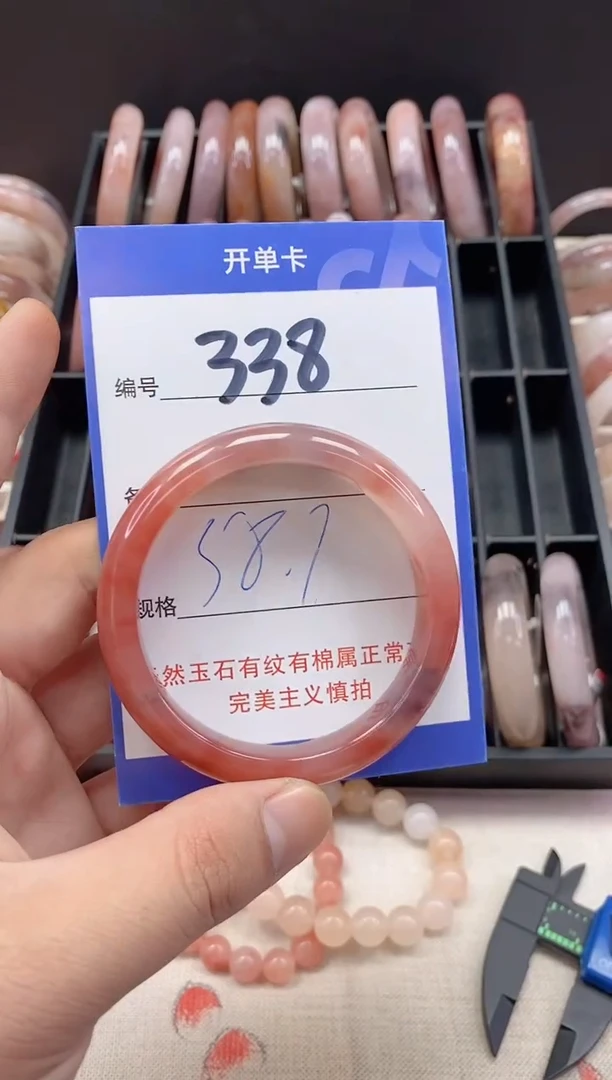 开单卡
编号 338
规格 58.7
然玉石有纹有棉属正常
完美主义慎拍